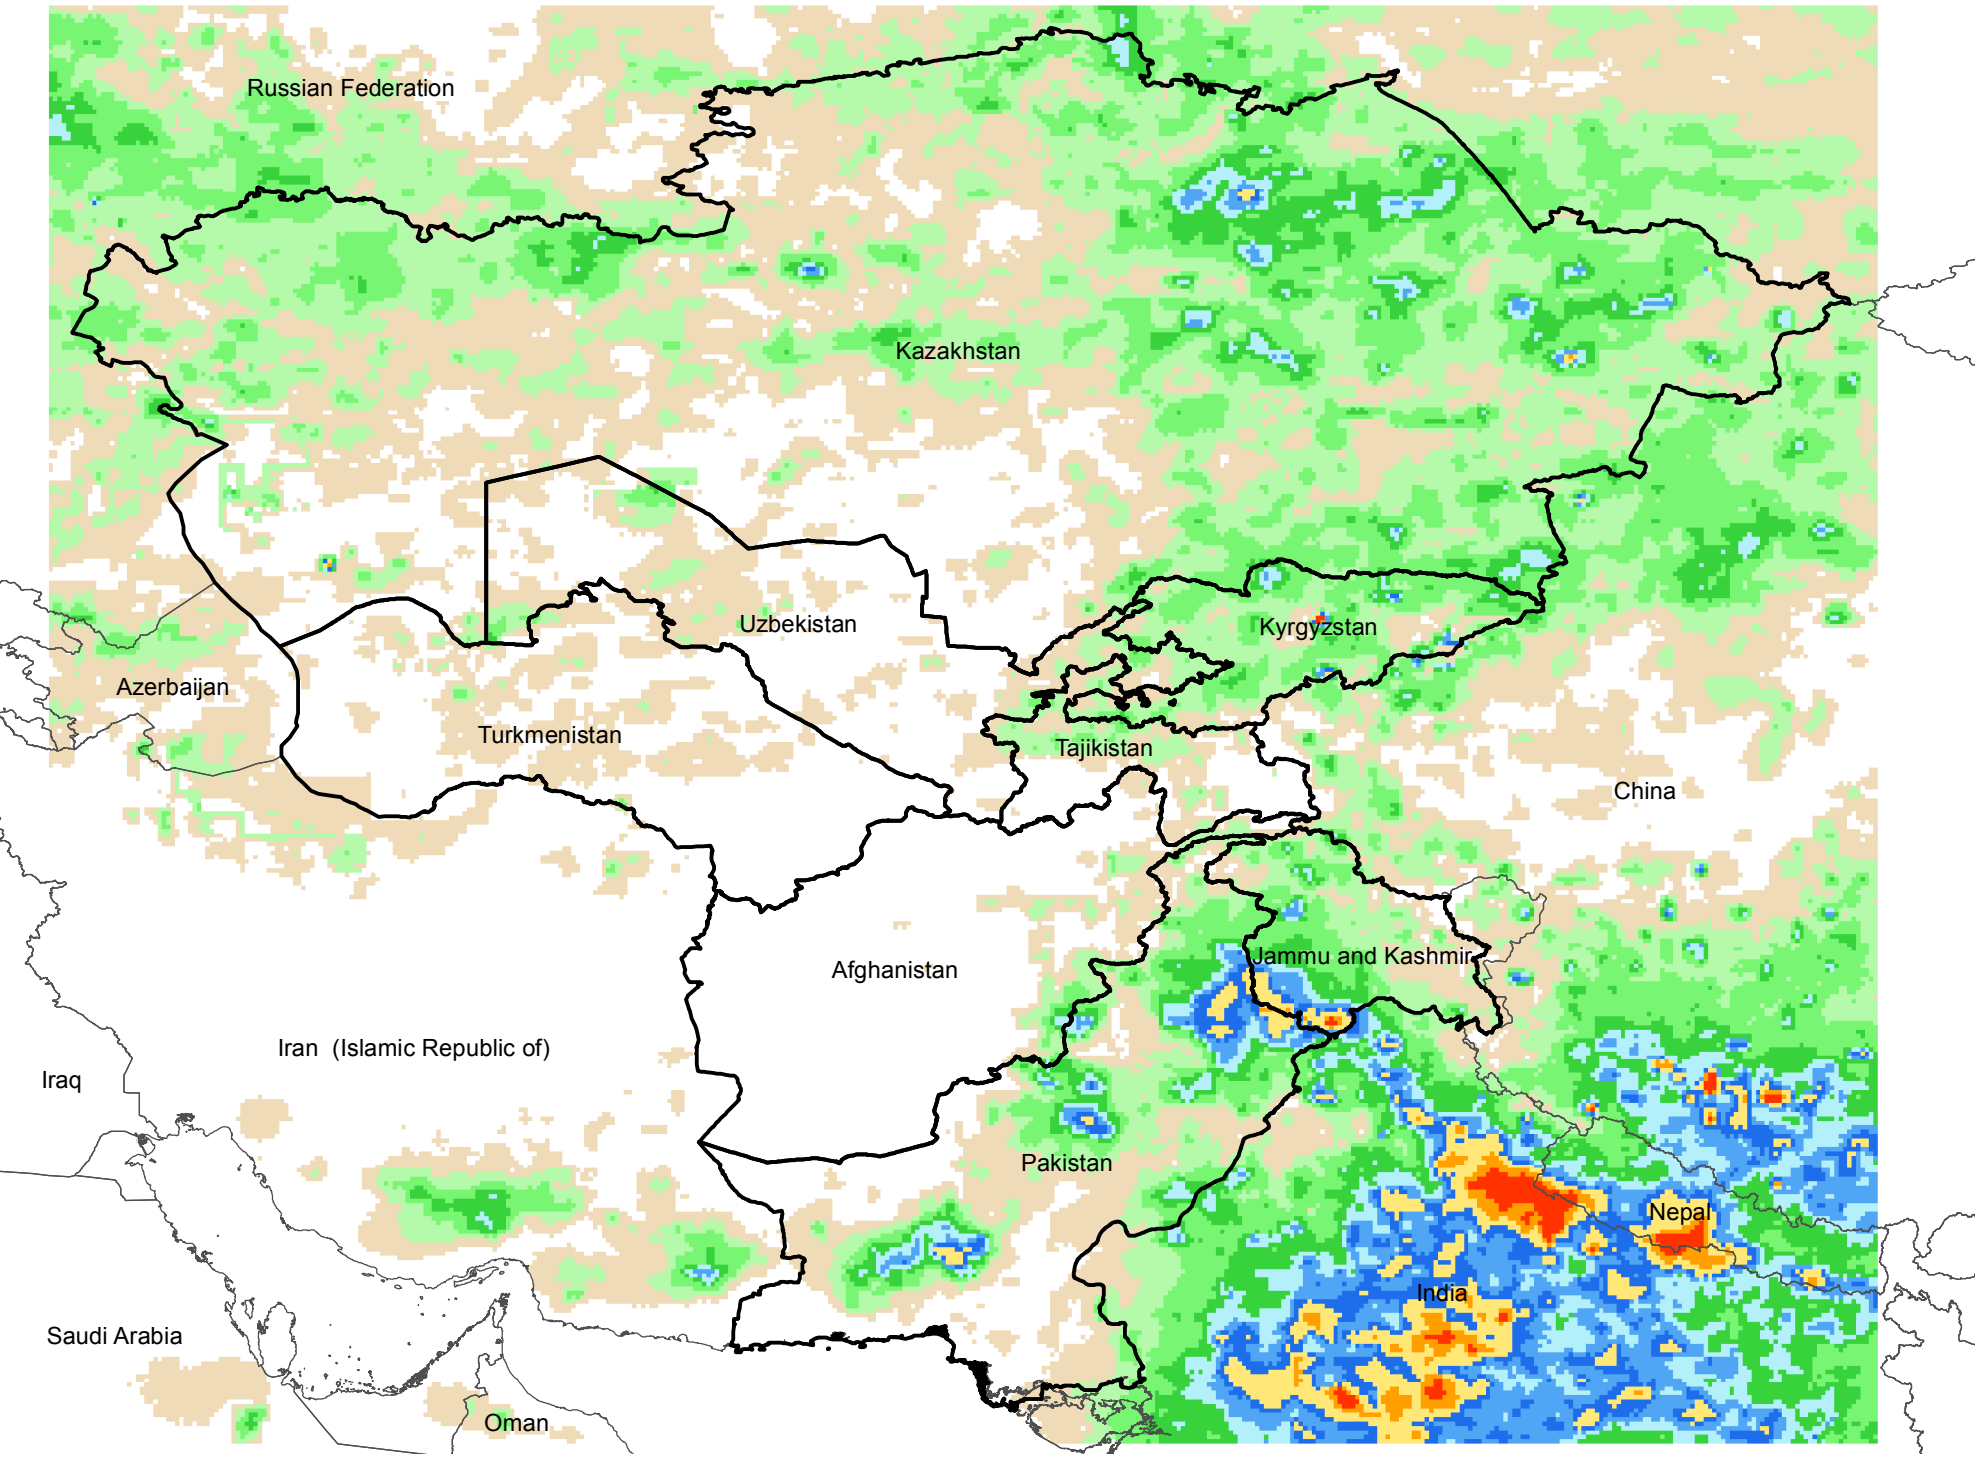 Russian Federation
Kazakhstan
Uzbekistan
Kyrgyzstan
Azerbaijan
Turkmenistan
Tajikistan
China
Jammu and Kashmir
Afghanistan
Iran (Islamic Republic of)
Iraq
Pakistan
Nepal
India
Saudi Arabia
Oman